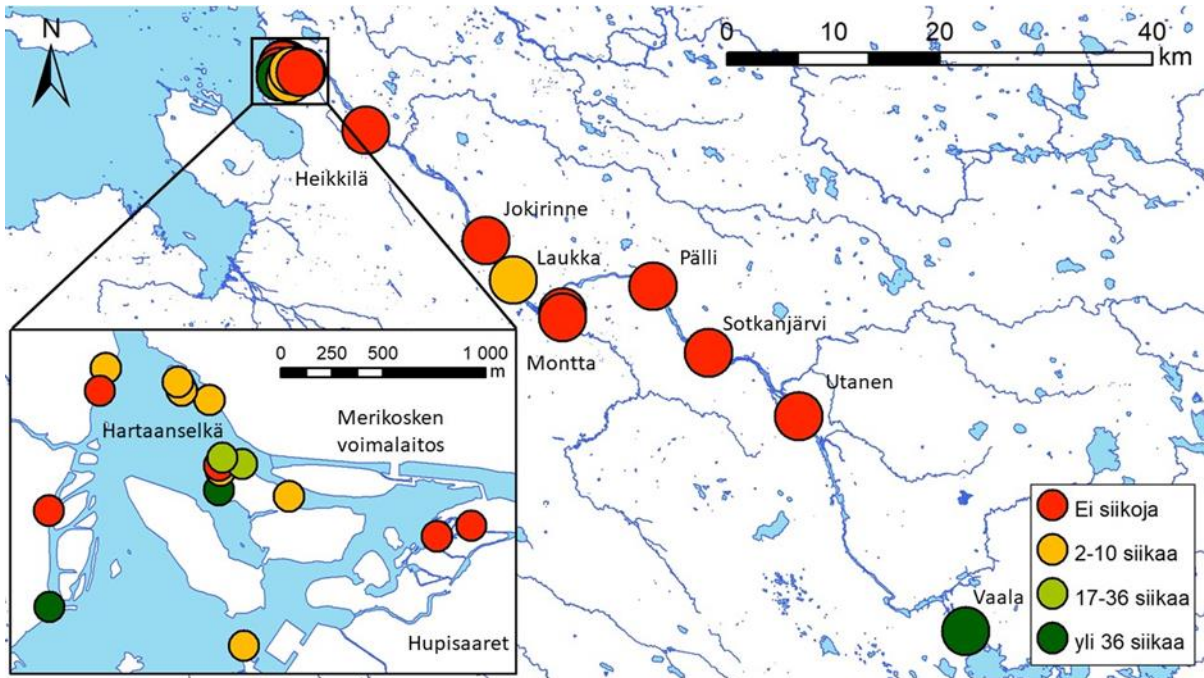 N
0 10 20 40
km
Heikkilä
Jokirinne
Laukka
Pälli
Montta
Sotkanjärvi
Utanen
Vaala
0 250 500 1 000
m
Hartaanselkä
Merikosken
voimalaitos
Hupisaaret
Ei siikoja
2-10 siikaa
17-36 siikaa
yli 36 siikaa